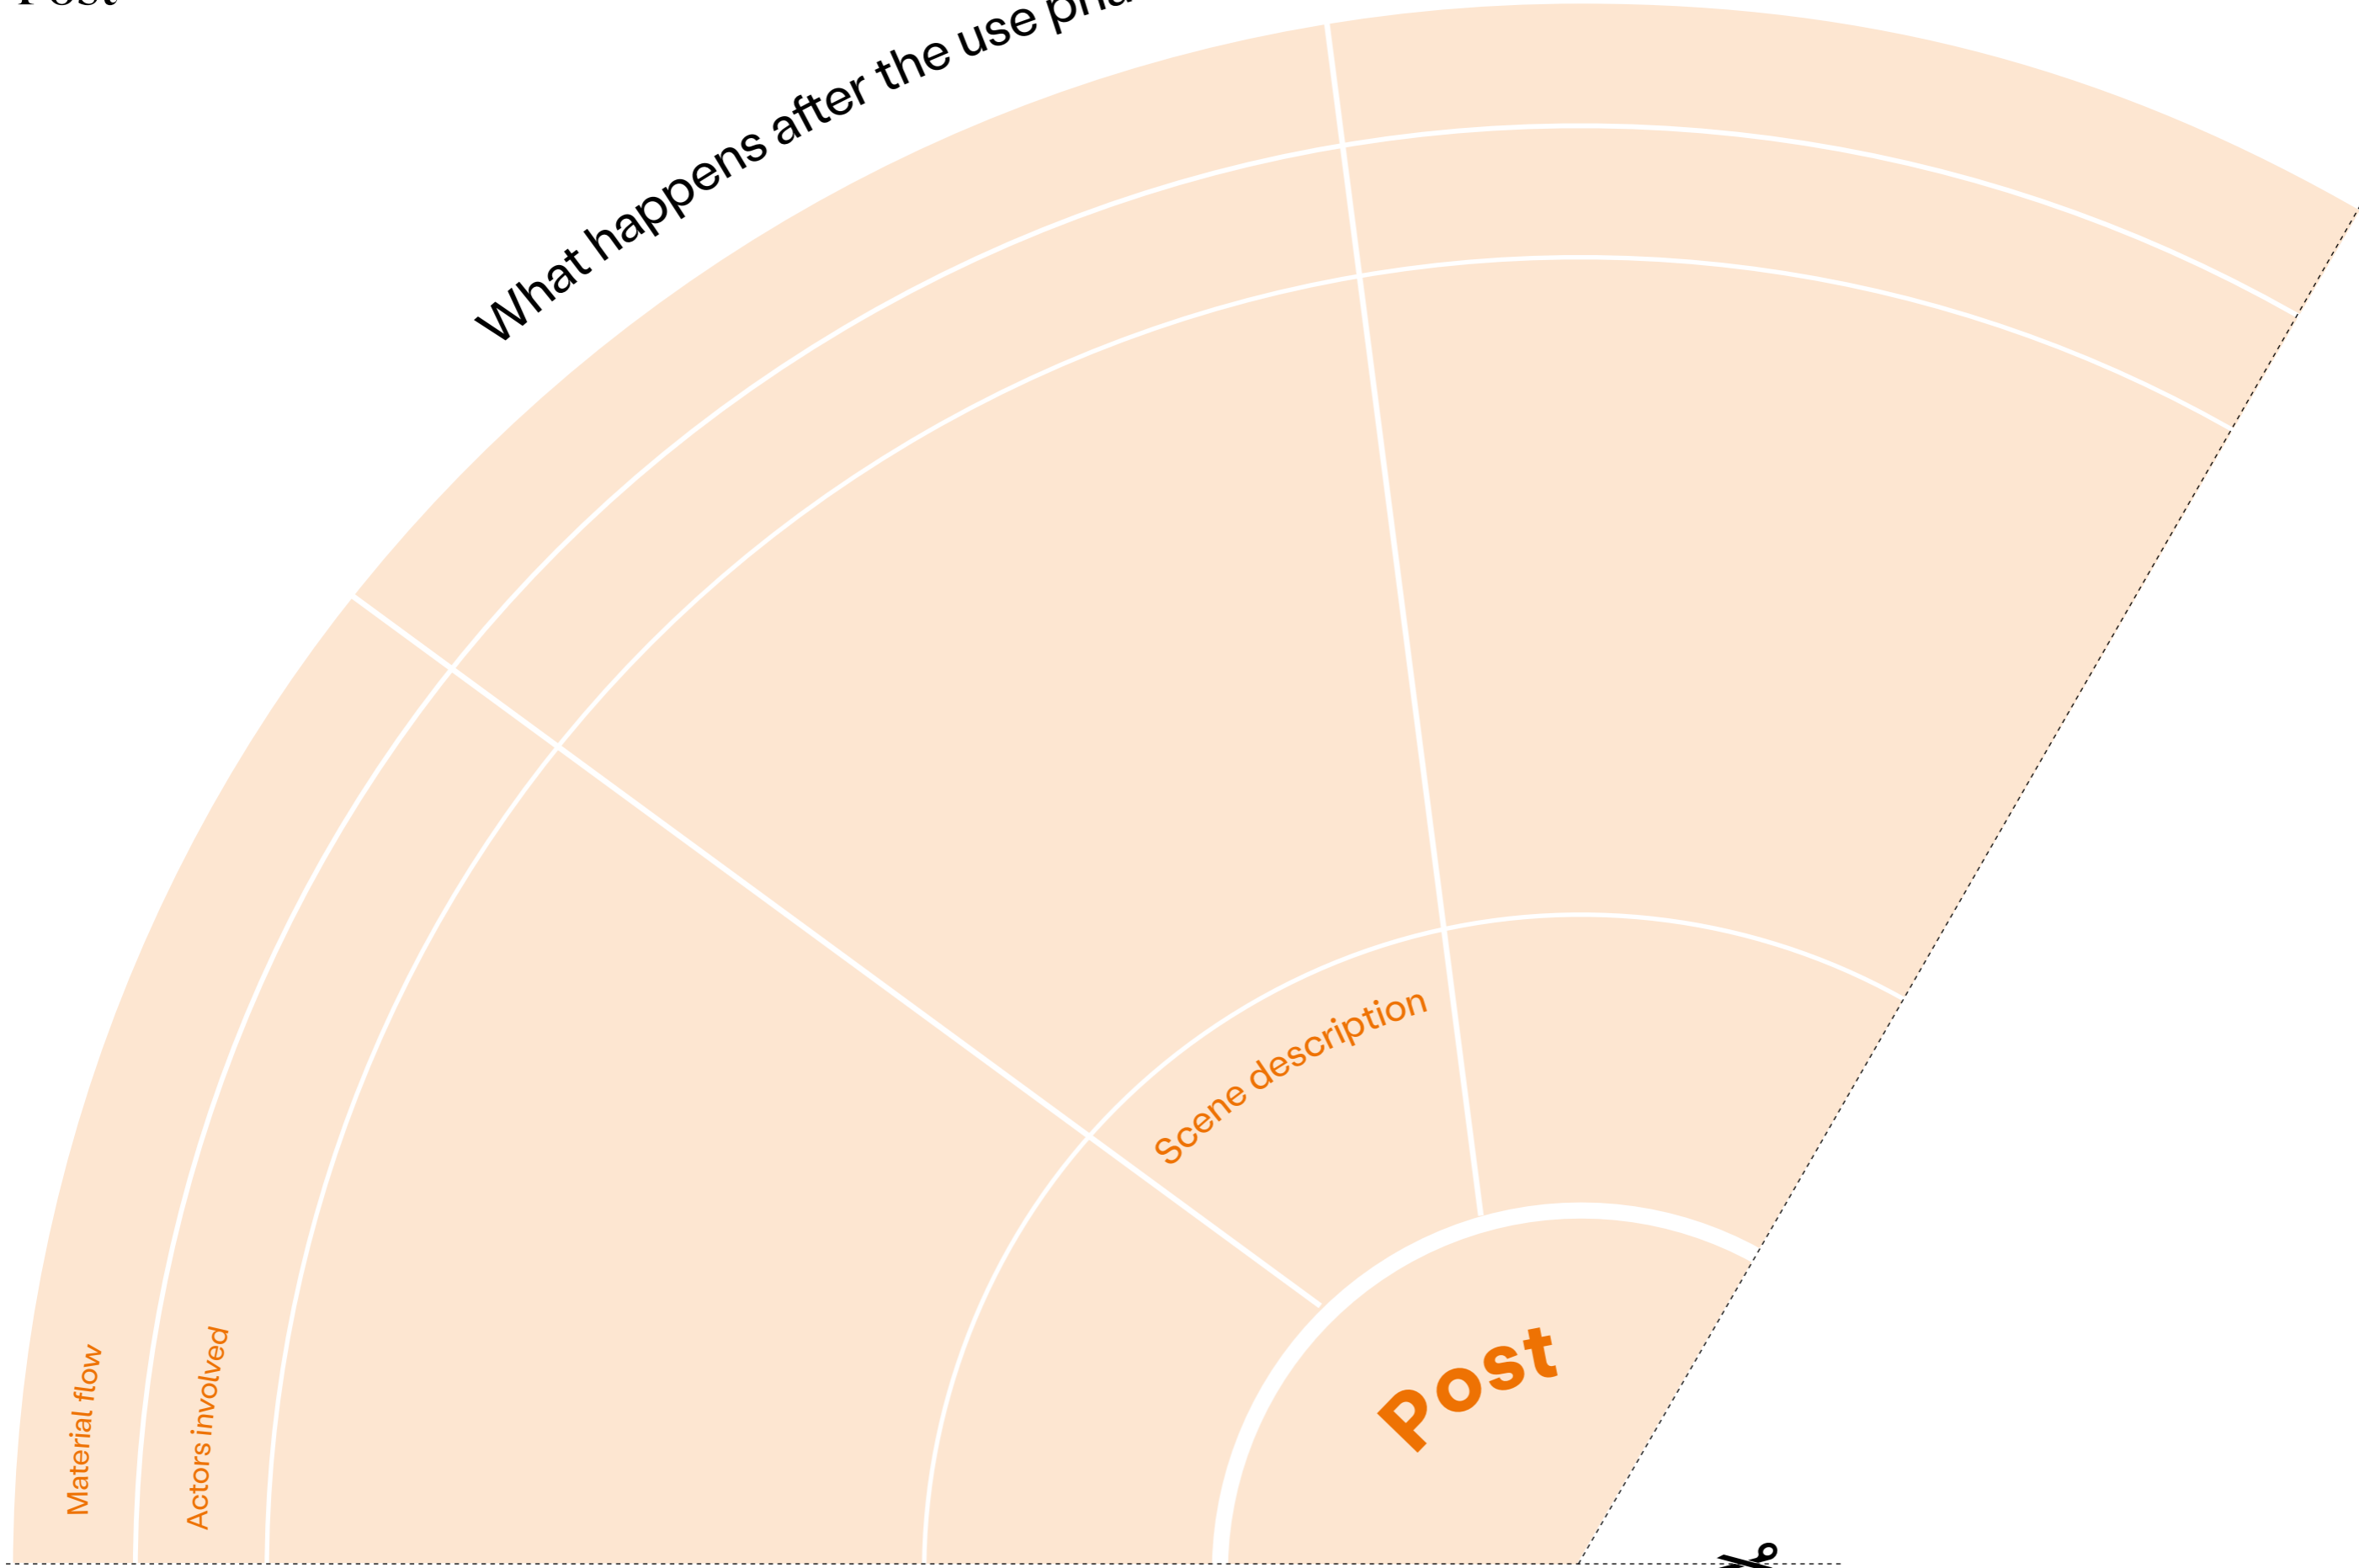 What happens after the use
Scene description
Post
Material flow
Actors involved